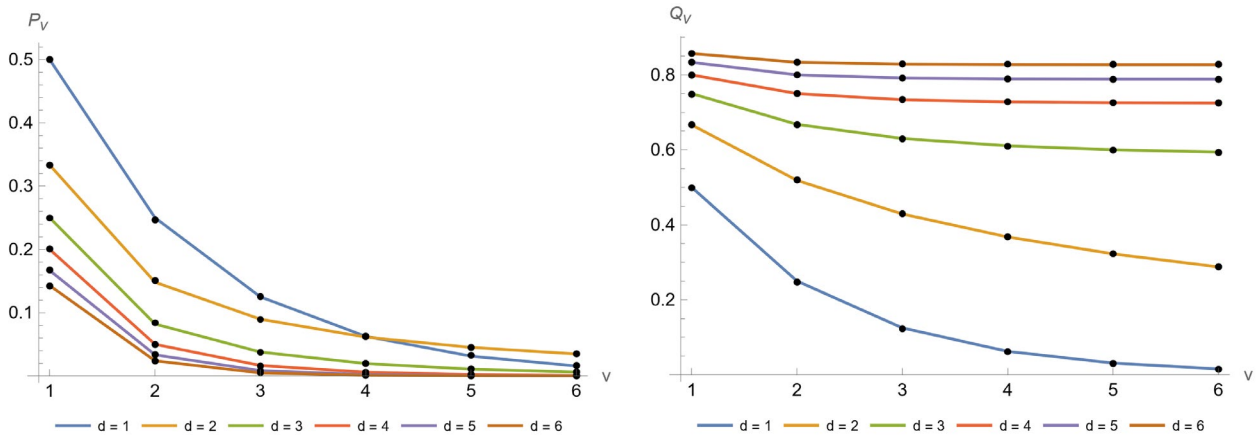 P_V
0.5
0.4
0.3
0.2
0.1
1 2 3 4 5 6 v
d = 1 d = 2 d = 3 d = 4 d = 5 d = 6
Q_V
0.8
0.6
0.4
0.2
1 2 3 4 5 6 v
d = 1 d = 2 d = 3 d = 4 d = 5 d = 6